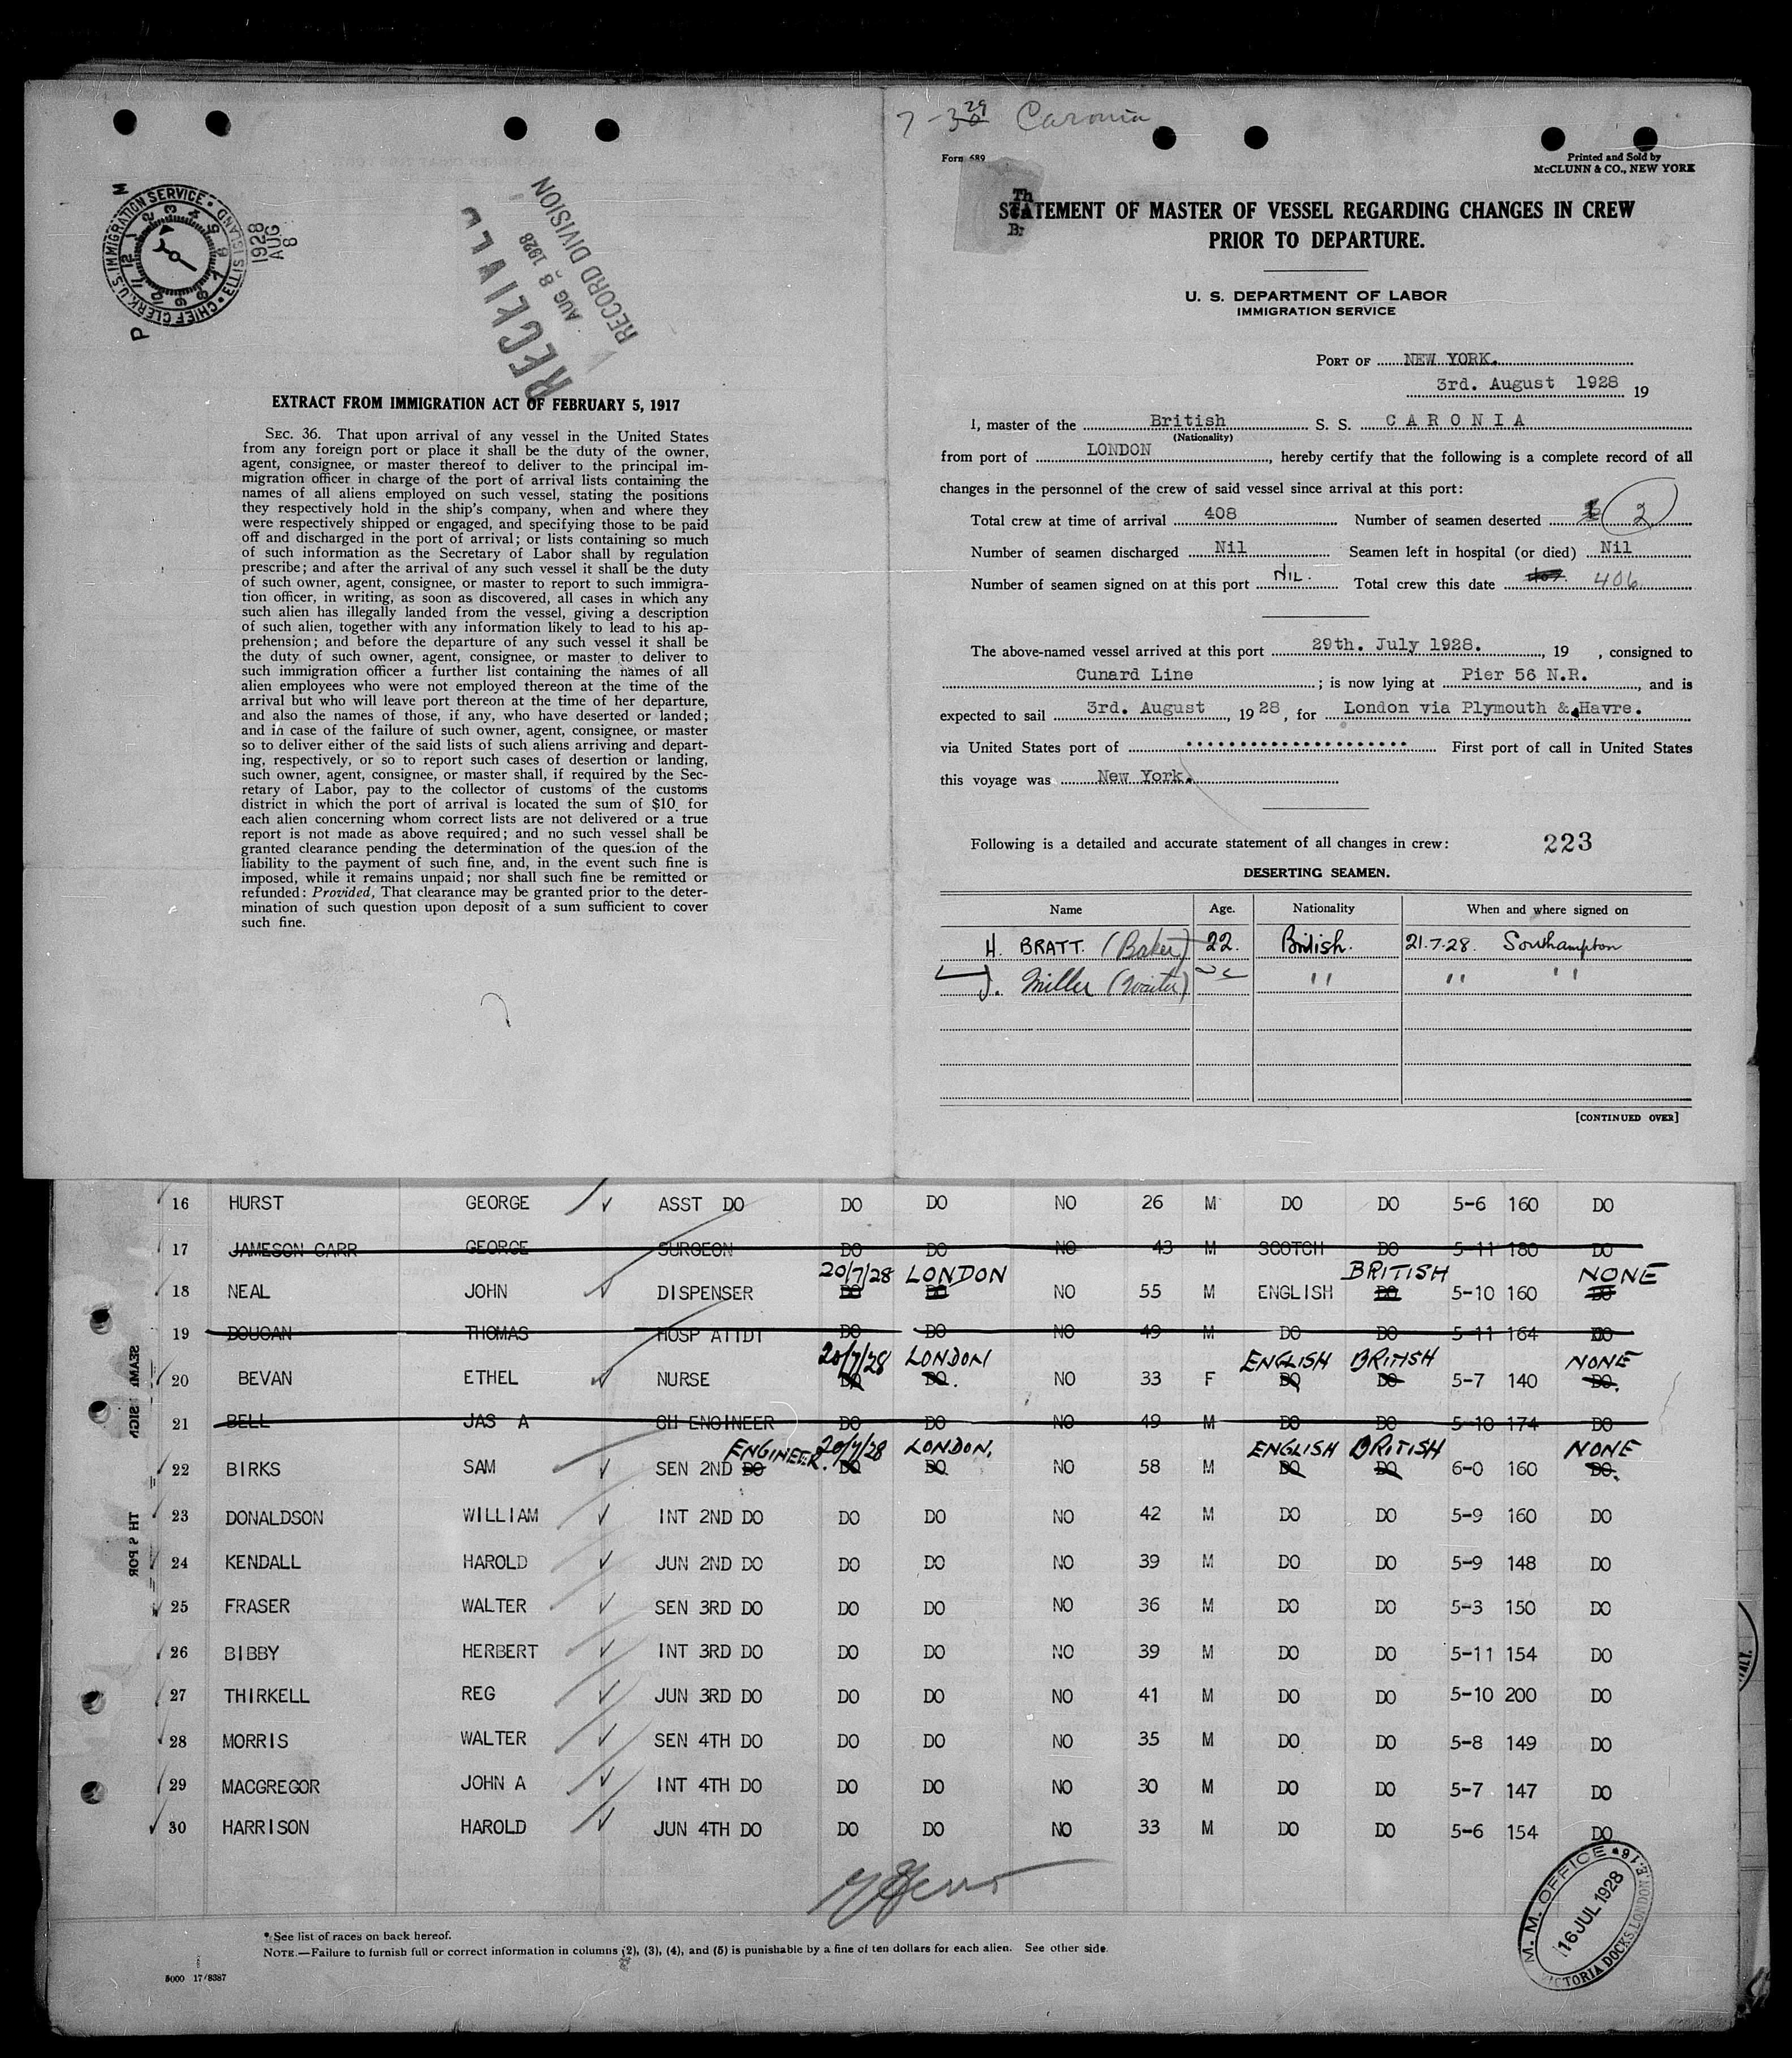 7-30 29 Caronia
CHIEF CLERK, U.S. IMMIGRATION SERVICE • ELLIS ISLAND
M
P
1928
AUG
8
RECEIVED
AUG 8 1928
RECORD DIVISION
EXTRACT FROM IMMIGRATION ACT OF FEBRUARY 5, 1917
SEC. 36. That upon arrival of any vessel in the United States
from any foreign port or place it shall be the duty of the owner,
agent, consignee, or master thereof to deliver to the principal im-
migration officer in charge of the port of arrival lists containing the
names of all aliens employed on such vessel, stating the positions
they respectively hold in the ship's company, when and where they
were respectively shipped or engaged, and specifying those to be paid
off and discharged in the port of arrival; or lists containing so much
of such information as the Secretary of Labor shall by regulation
prescribe; and after the arrival of any such vessel it shall be the duty
of such owner, agent, consignee, or master to report to such immigra-
tion officer, in writing, as soon as discovered, all cases in which any
such alien has illegally landed from the vessel, giving a description
of such alien, together with any information likely to lead to his ap-
prehension; and before the departure of any such vessel it shall be
the duty of such owner, agent, consignee, or master to deliver to
such immigration officer a further list containing the names of all
alien employees who were not employed thereon at the time of the
arrival but who will leave port thereon at the time of her departure,
and also the names of those, if any, who have deserted or landed;
and in case of the failure of such owner, agent, consignee, or master
so to deliver either of the said lists of such aliens arriving and depart-
ing, respectively, or so to report such cases of desertion or landing,
such owner, agent, consignee, or master shall, if required by the Sec-
retary of Labor, pay to the collector of customs of the customs
district in which the port of arrival is located the sum of $10 for
each alien concerning whom correct lists are not delivered or a true
report is not made as above required; and no such vessel shall be
granted clearance pending the determination of the question of the
liability to the payment of such fine, and, in the event such fine is
imposed, while it remains unpaid; nor shall such fine be remitted or
refunded: Provided, That clearance may be granted prior to the deter-
mination of such question upon deposit of a sum sufficient to cover
such fine.
Form 689
Printed and Sold by
McCLUNN & CO., NEW YORK
STATEMENT OF MASTER OF VESSEL REGARDING CHANGES IN CREW
PRIOR TO DEPARTURE.
U. S. DEPARTMENT OF LABOR
IMMIGRATION SERVICE
PORT OF NEW YORK.
3rd. August 1928 19
I, master of the British S. S. CARONIA
(Nationality)
from port of LONDON, hereby certify that the following is a complete record of all
changes in the personnel of the crew of said vessel since arrival at this port:
Total crew at time of arrival 408 Number of seamen deserted 2
Number of seamen discharged Nil Seamen left in hospital (or died) Nil
Number of seamen signed on at this port NIL. Total crew this date 407. 406
The above-named vessel arrived at this port 29th. July 1928., 19 , consigned to
Cunard Line; is now lying at Pier 56 N.R., and is
expected to sail 3rd. August, 1928, for London via Plymouth & Havre.
via United States port of First port of call in United States
this voyage was New York.
Following is a detailed and accurate statement of all changes in crew: 223
DESERTING SEAMEN.
Name Age. Nationality When and where signed on
H. BRATT. (Baker) 22. British. 21.7.28. Southampton
J. Miller (Waiter) " " "
[CONTINUED OVER]
16 HURST GEORGE ASST DO DO DO NO 26 M DO DO 5-6 160 DO
17 JAMESON CARR GEORGE SURGEON DO DO NO 43 M SCOTCH DO 5-11 180 DO
20/7/28 LONDON BRITISH NONE
18 NEAL JOHN DISPENSER DO DO NO 55 M ENGLISH DO 5-10 160 DO
19 DOUGAN THOMAS HOSP ATTDT DO DO NO 49 M DO DO 5-11 164 DO
20/7/28 LONDON ENGLISH BRITISH NONE
20 BEVAN ETHEL NURSE DO DO. NO 33 F DO DO 5-7 140 DO.
21 BELL JAS A CH ENGINEER DO DO NO 49 M DO DO 5-10 174 DO
ENGINEER. 20/7/28 LONDON. ENGLISH BRITISH NONE
22 BIRKS SAM SEN 2ND DO DO DO NO 58 M DO DO 6-0 160 DO.
23 DONALDSON WILLIAM INT 2ND DO DO DO NO 42 M DO DO 5-9 160 DO
24 KENDALL HAROLD JUN 2ND DO DO DO NO 39 M DO DO 5-9 148 DO
25 FRASER WALTER SEN 3RD DO DO DO NO 36 M DO DO 5-3 150 DO
26 BIBBY HERBERT INT 3RD DO DO DO NO 39 M DO DO 5-11 154 DO
27 THIRKELL REG JUN 3RD DO DO DO NO 41 M DO DO 5-10 200 DO
28 MORRIS WALTER SEN 4TH DO DO DO NO 35 M DO DO 5-8 149 DO
29 MACGREGOR JOHN A INT 4TH DO DO DO NO 30 M DO DO 5-7 147 DO
30 HARRISON HAROLD JUN 4TH DO DO DO NO 33 M DO DO 5-6 154 DO
M. M. OFFICE
16 JUL 1928
VICTORIA DOCKS, LONDON, E.16
* See list of races on back hereof.
NOTE.—Failure to furnish full or correct information in columns (2), (3), (4), and (5) is punishable by a fine of ten dollars for each alien. See other side.
5000 17/8387